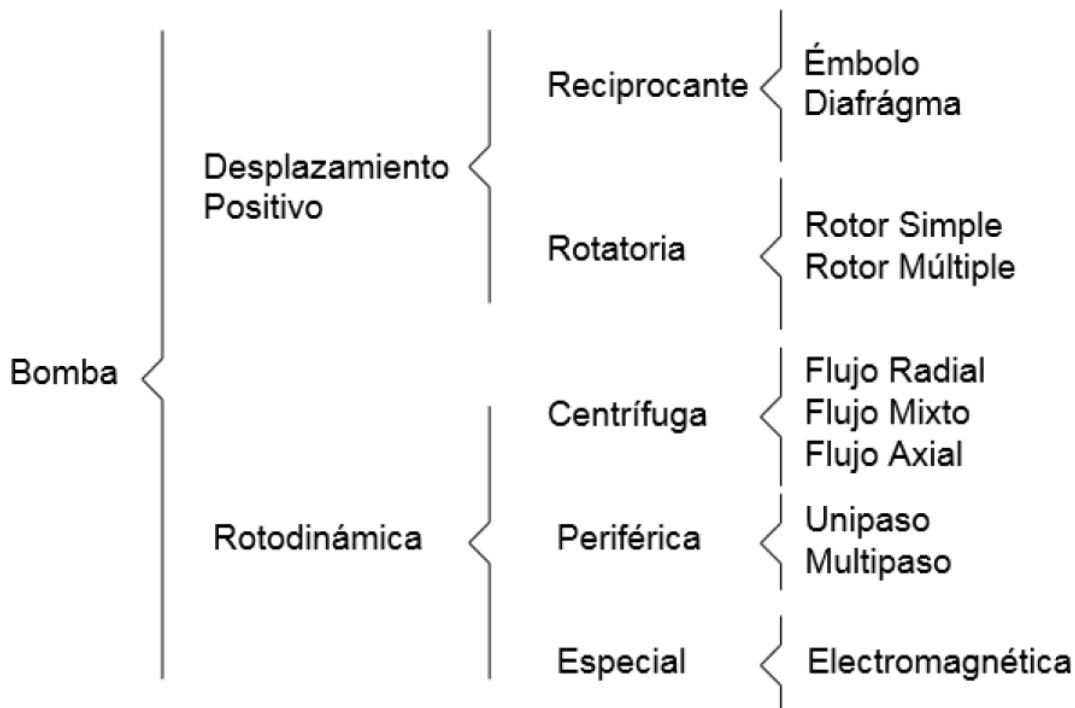 Bomba
Desplazamiento
Positivo
Reciprocante
Émbolo
Diafrágma
Rotatoria
Rotor Simple
Rotor Múltiple
Rotodinámica
Centrífuga
Flujo Radial
Flujo Mixto
Flujo Axial
Periférica
Unipaso
Multipaso
Especial
Electromagnética